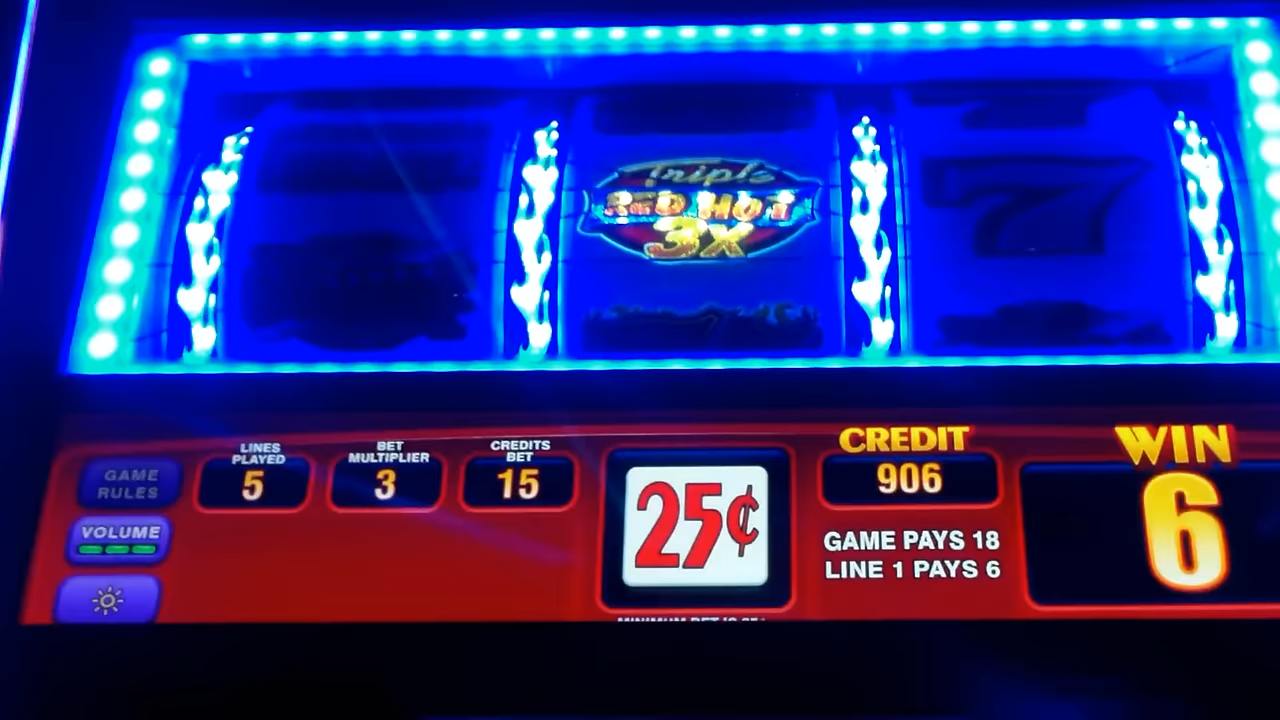 Triple
RED HOT
3X
7
LINES
PLAYED
5
BET
MULTIPLIER
3
CREDITS
BET
15
GAME
RULES
VOLUME
25¢
CREDIT
906
GAME PAYS 18
LINE 1 PAYS 6
WIN
6